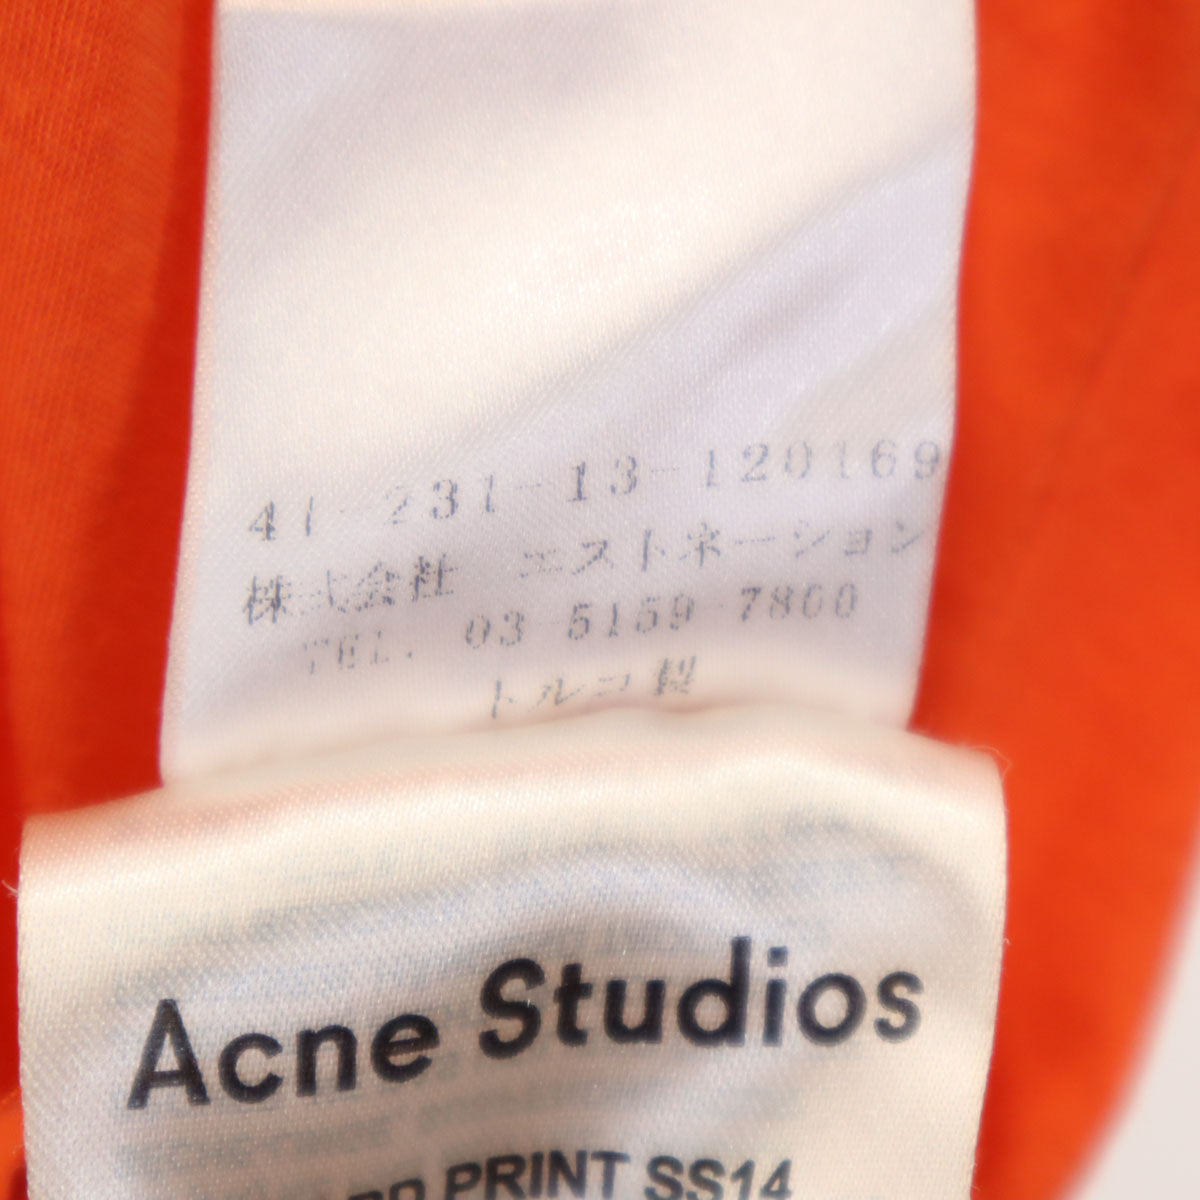 41-231-13-120169
株式会社 エストネーション
TEL. 03-5159-7800
トルコ製
Acne Studios
PRINT SS14